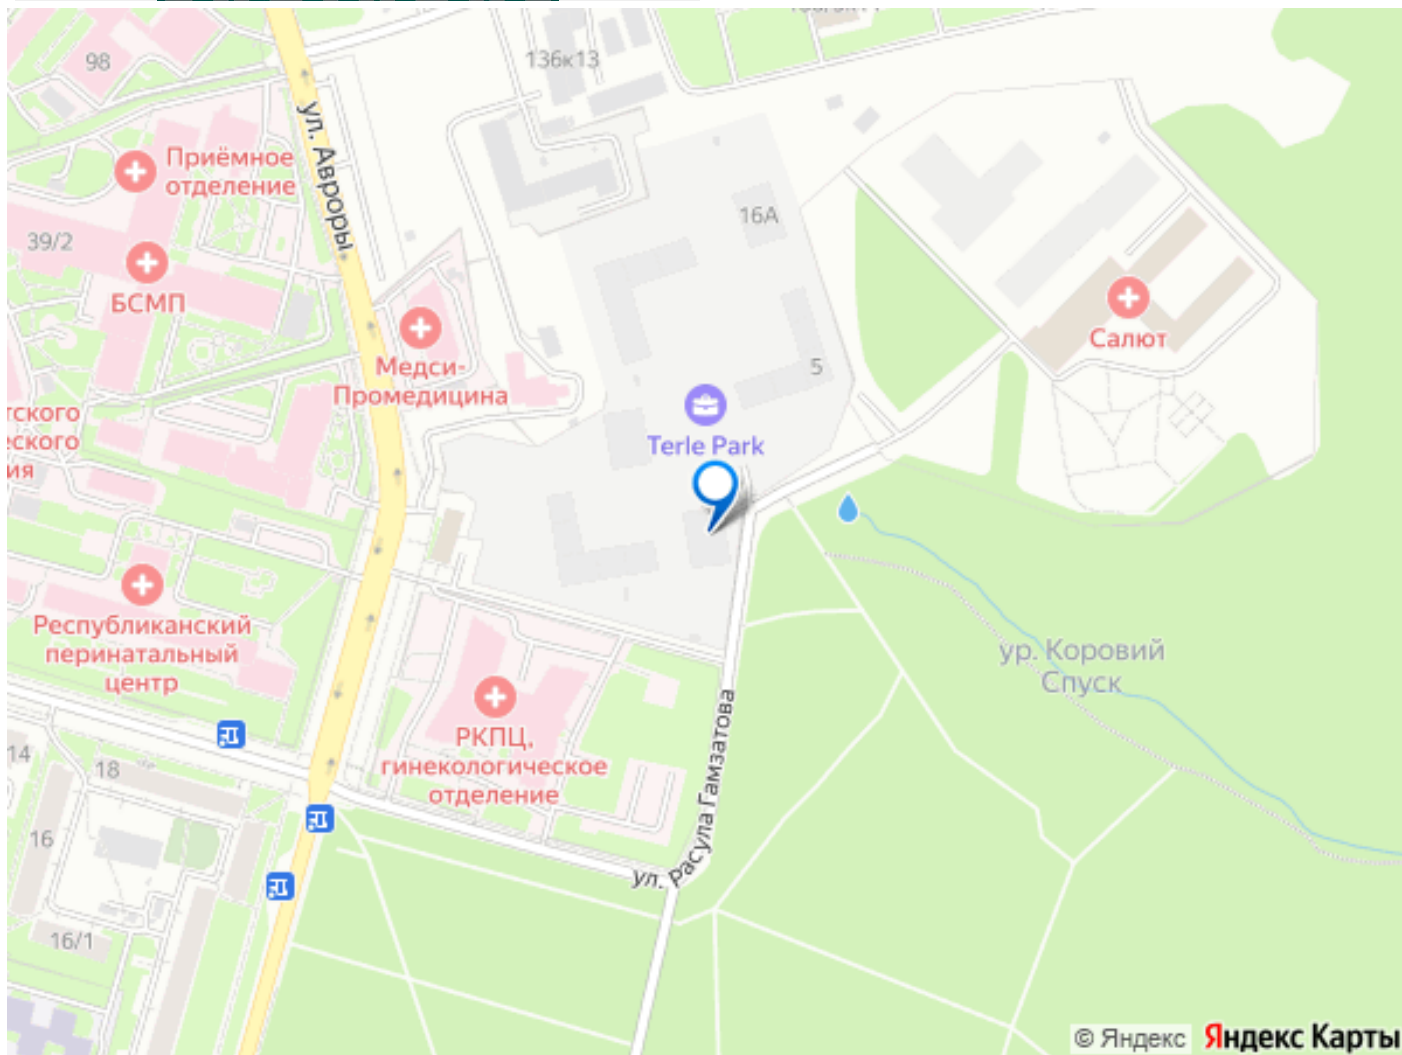 98
136к13
ул. Авроры
Приёмное
отделение
16А
39/2
БСМП
Салют
Медси-
Промедицина
5
Terle Park
Республиканский
перинатальный
центр
ур. Коровий
Спуск
РКПЦ,
гинекологическое
отделение
ул. Расула Гамзатова
14
18
16
16/1
© Яндекс Яндекс Карты